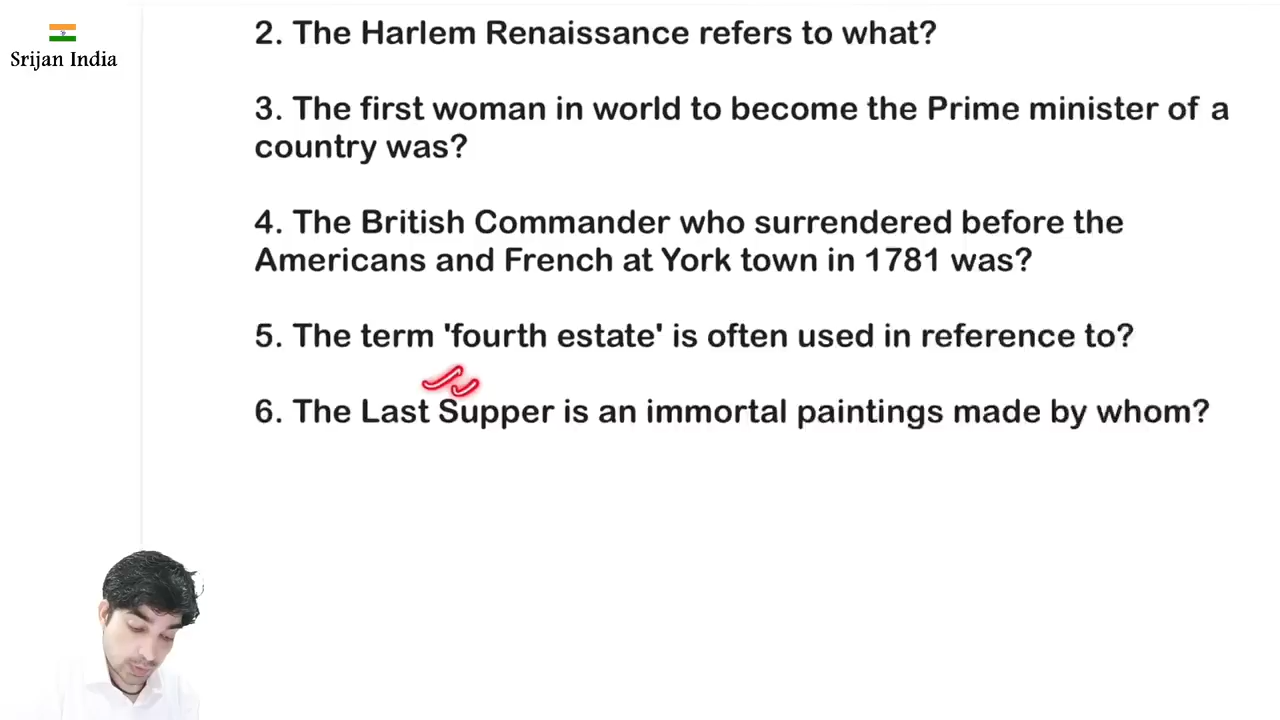 Srijan India
2. The Harlem Renaissance refers to what?
3. The first woman in world to become the Prime minister of a
country was?
4. The British Commander who surrendered before the
Americans and French at York town in 1781 was?
5. The term 'fourth estate' is often used in reference to?
6. The Last Supper is an immortal paintings made by whom?